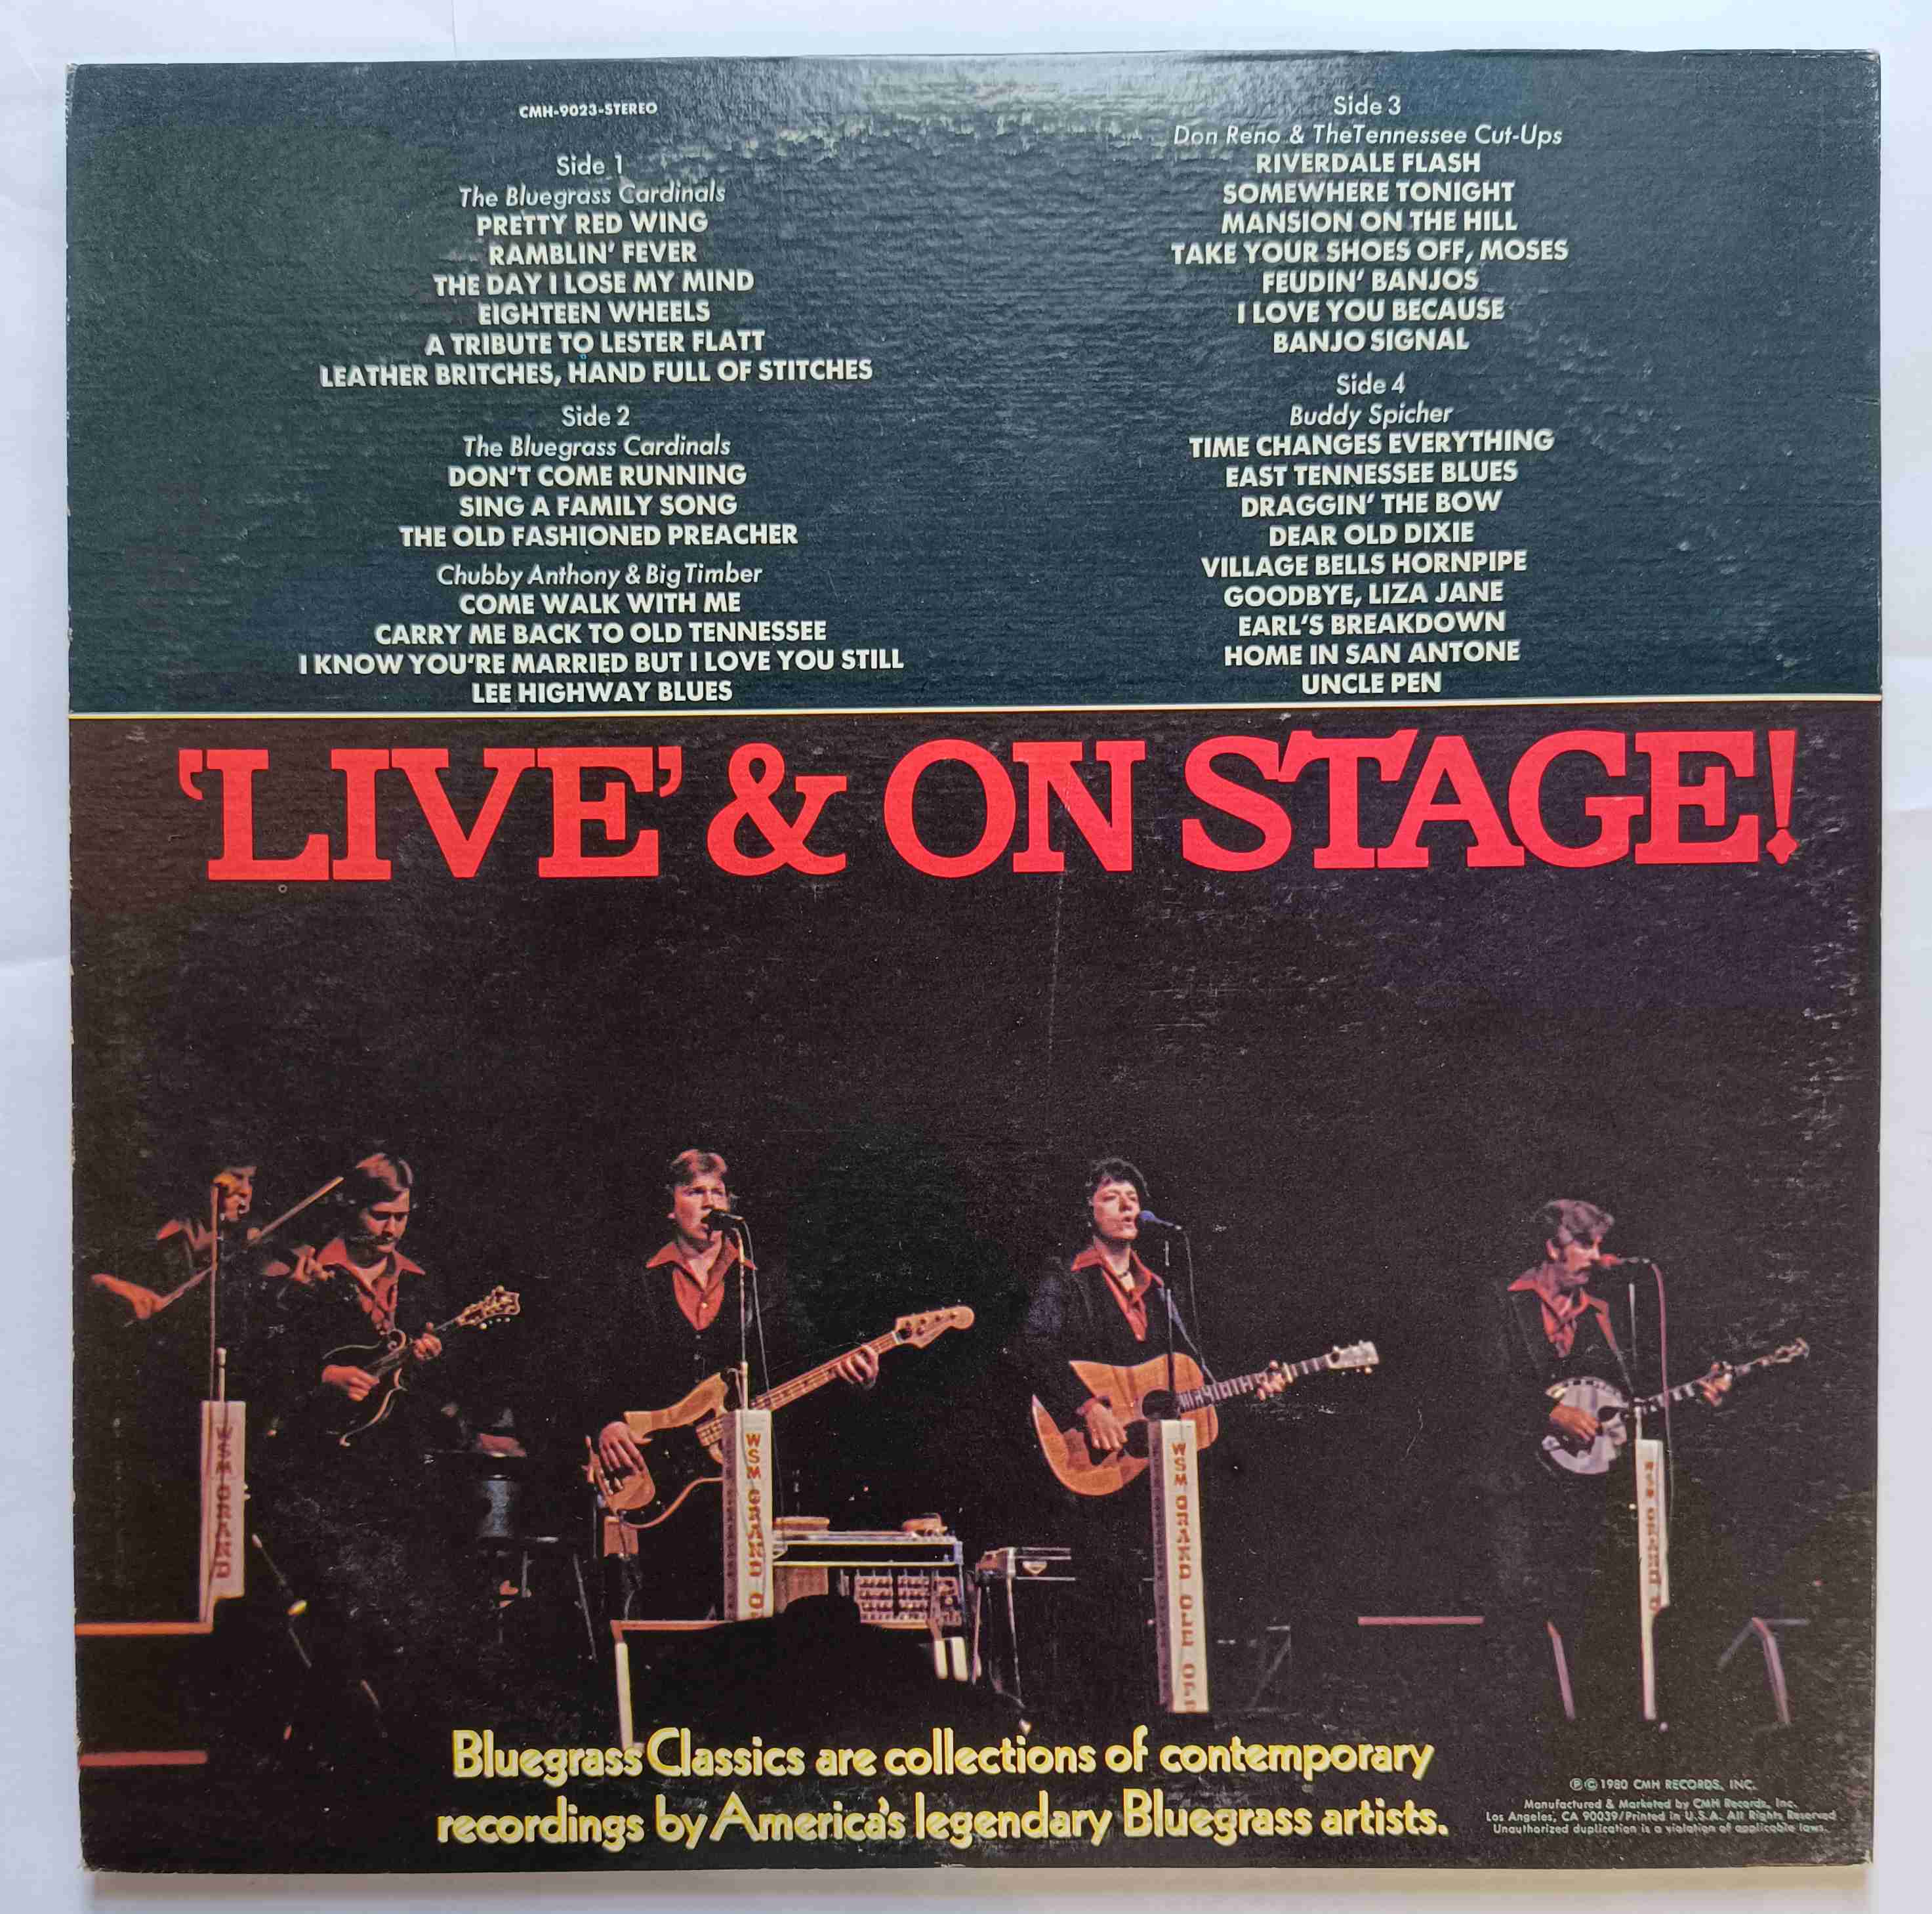 CMH-9023-STEREO
Side 1
The Bluegrass Cardinals
PRETTY RED WING
RAMBLIN' FEVER
THE DAY I LOSE MY MIND
EIGHTEEN WHEELS
A TRIBUTE TO LESTER FLATT
LEATHER BRITCHES, HAND FULL OF STITCHES
Side 2
The Bluegrass Cardinals
DON'T COME RUNNING
SING A FAMILY SONG
THE OLD FASHIONED PREACHER
Chubby Anthony & Big Timber
COME WALK WITH ME
CARRY ME BACK TO OLD TENNESSEE
I KNOW YOU'RE MARRIED BUT I LOVE YOU STILL
LEE HIGHWAY BLUES
Side 3
Don Reno & The Tennessee Cut-Ups
RIVERDALE FLASH
SOMEWHERE TONIGHT
MANSION ON THE HILL
TAKE YOUR SHOES OFF, MOSES
FEUDIN' BANJOS
I LOVE YOU BECAUSE
BANJO SIGNAL
Side 4
Buddy Spicher
TIME CHANGES EVERYTHING
EAST TENNESSEE BLUES
DRAGGIN' THE BOW
DEAR OLD DIXIE
VILLAGE BELLS HORNPIPE
GOODBYE, LIZA JANE
EARL'S BREAKDOWN
HOME IN SAN ANTONE
UNCLE PEN
'LIVE' & ON STAGE!
WSM GRAND
WSM GRAND O
WSM GRAND OLE OP
WSM GRAND O
Bluegrass Classics are collections of contemporary
recordings by America's legendary Bluegrass artists.
℗ © 1980 CMH RECORDS, INC.
Manufactured & Marketed by CMH Records, Inc.
Los Angeles, CA 90039/Printed in U.S.A. All Rights Reserved
Unauthorized duplication is a violation of applicable laws.